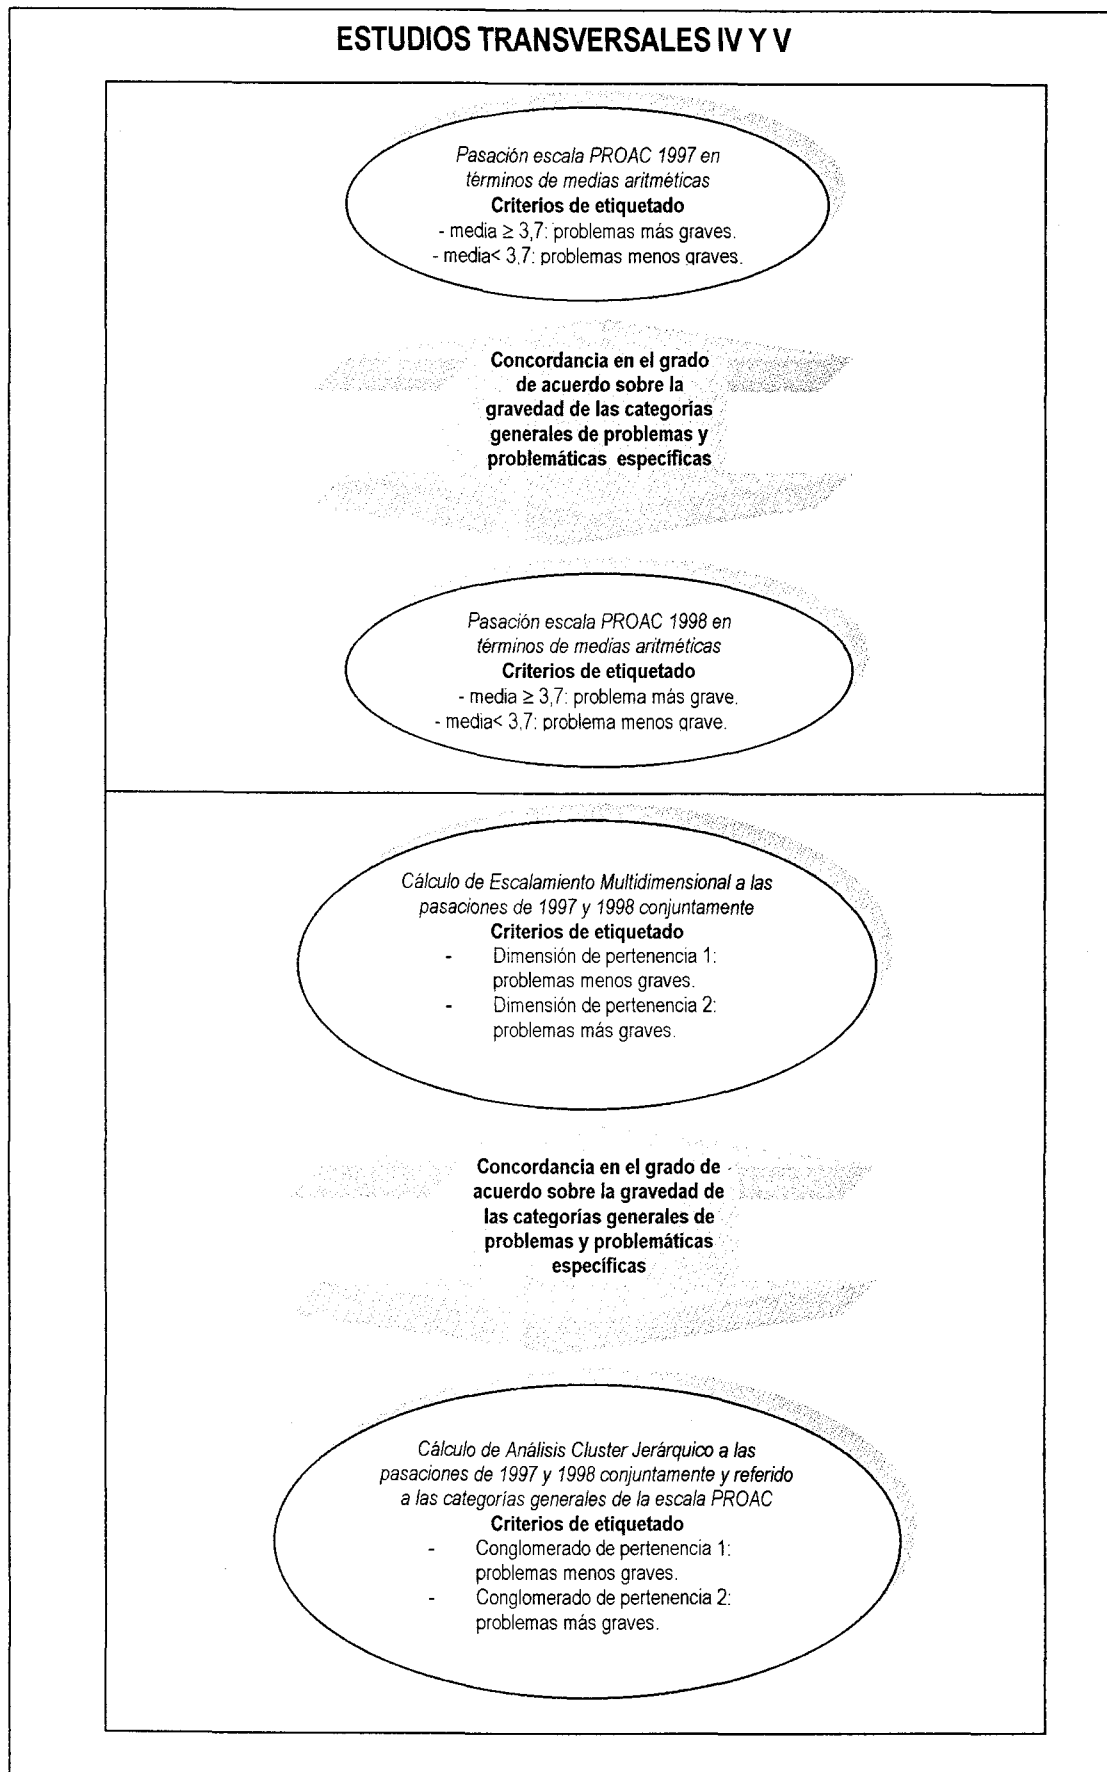 ESTUDIOS TRANSVERSALES IV Y V
Pasación escala PROAC 1997 en
términos de medias aritméticas
Criterios de etiquetado
- media ≥ 3,7: problemas más graves.
- media< 3,7: problemas menos graves.
Concordancia en el grado
de acuerdo sobre la
gravedad de las categorías
generales de problemas y
problemáticas específicas
Pasación escala PROAC 1998 en
términos de medias aritméticas
Criterios de etiquetado
- media ≥ 3,7: problema más grave.
- media< 3,7: problema menos grave.
Cálculo de Escalamiento Multidimensional a las
pasaciones de 1997 y 1998 conjuntamente
Criterios de etiquetado
- Dimensión de pertenencia 1:
problemas menos graves.
- Dimensión de pertenencia 2:
problemas más graves.
Concordancia en el grado de
acuerdo sobre la gravedad de
las categorías generales de
problemas y problemáticas
específicas
Cálculo de Análisis Cluster Jerárquico a las
pasaciones de 1997 y 1998 conjuntamente y referido
a las categorías generales de la escala PROAC
Criterios de etiquetado
- Conglomerado de pertenencia 1:
problemas menos graves.
- Conglomerado de pertenencia 2:
problemas más graves.